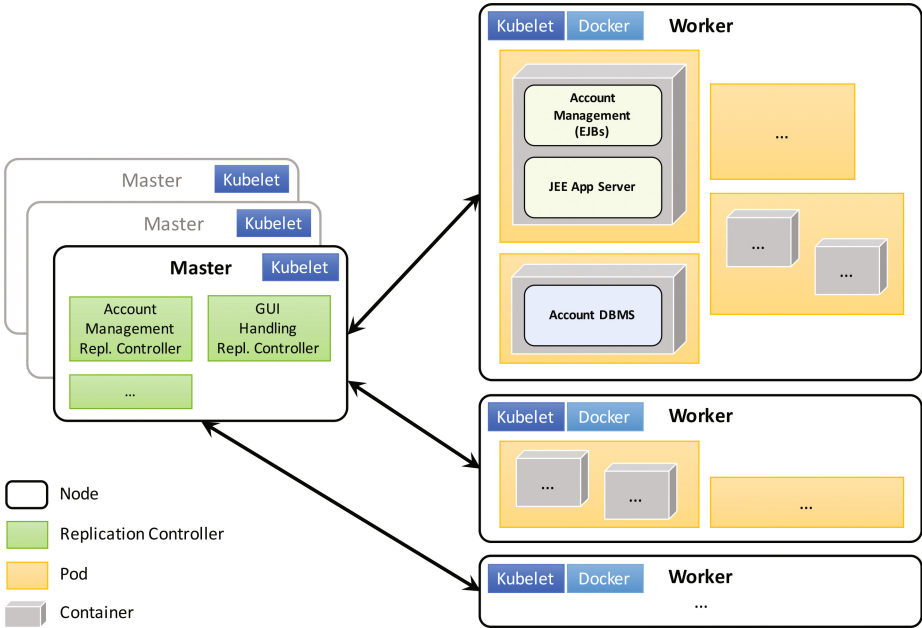 Master
Kubelet
Master
Kubelet
Master
Kubelet
Account
Management
Repl. Controller
GUI
Handling
Repl. Controller
...
Node
Replication Controller
Pod
Container
Kubelet
Docker
Worker
Account
Management
(EJBs)
JEE App Server
...
...
...
Account DBMS
Kubelet
Docker
Worker
...
...
...
Kubelet
Docker
Worker
...